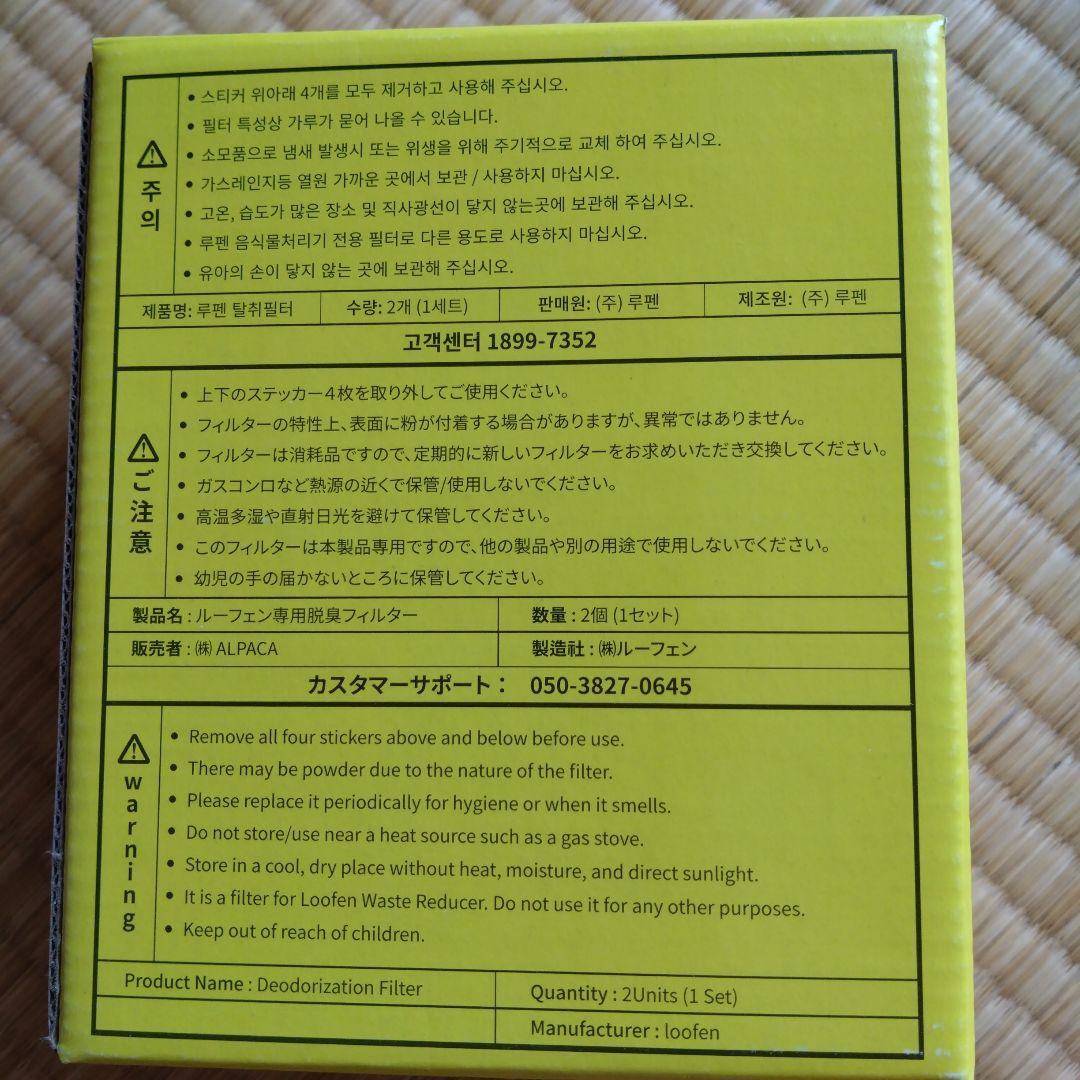 주의
• 스티커 위아래 4개를 모두 제거하고 사용해 주십시오.
• 필터 특성상 가루가 묻어 나올 수 있습니다.
• 소모품으로 냄새 발생시 또는 위생을 위해 주기적으로 교체 하여 주십시오.
• 가스레인지등 열원 가까운 곳에서 보관 / 사용하지 마십시오.
• 고온, 습도가 많은 장소 및 직사광선이 닿지 않는곳에 보관해 주십시오.
• 루펜 음식물처리기 전용 필터로 다른 용도로 사용하지 마십시오.
• 유아의 손이 닿지 않는 곳에 보관해 주십시오.
제품명: 루펜 탈취필터 수량: 2개 (1세트) 판매원: (주) 루펜 제조원: (주) 루펜
고객센터 1899-7352
ご注意
• 上下のステッカー４枚を取り外してご使用ください。
• フィルターの特性上、表面に粉が付着する場合がありますが、異常ではありません。
• フィルターは消耗品ですので、定期的に新しいフィルターをお求めいただき交換してください。
• ガスコンロなど熱源の近くで保管/使用しないでください。
• 高温多湿や直射日光を避けて保管してください。
• このフィルターは本製品専用ですので、他の製品や別の用途で使用しないでください。
• 幼児の手の届かないところに保管してください。
製品名 : ルーフェン専用脱臭フィルター 数量 : 2個 (1セット)
販売者 : ㈱ ALPACA 製造社 : ㈱ルーフェン
カスタマーサポート： 050-3827-0645
warning
• Remove all four stickers above and below before use.
• There may be powder due to the nature of the filter.
• Please replace it periodically for hygiene or when it smells.
• Do not store/use near a heat source such as a gas stove.
• Store in a cool, dry place without heat, moisture, and direct sunlight.
• It is a filter for Loofen Waste Reducer. Do not use it for any other purposes.
• Keep out of reach of children.
Product Name : Deodorization Filter Quantity : 2Units (1 Set)
Manufacturer : loofen